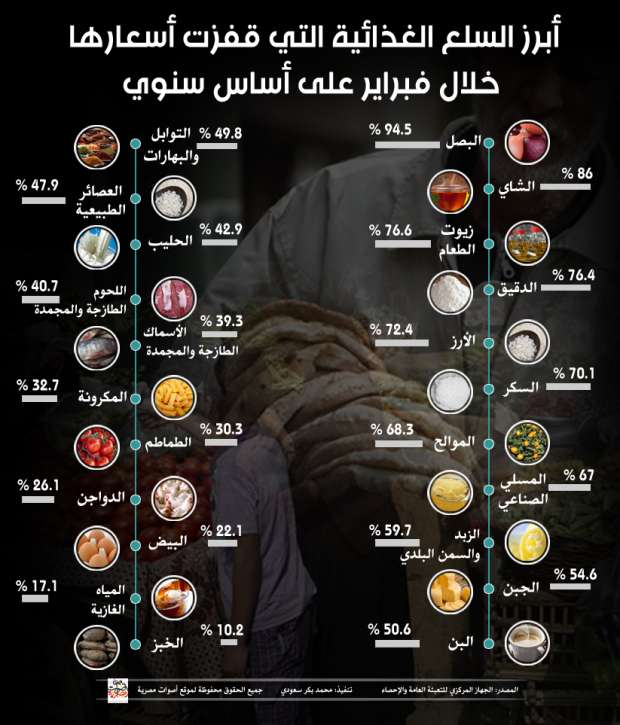 أبرز السلع الغذائية التي قفزت أسعارها
خلال فبراير على أساس سنوي
البصل
94.5 %
الشاي
86 %
زيوت
الطعام
76.6 %
الدقيق
76.4 %
الأرز
72.4 %
السكر
70.1 %
الموالح
68.3 %
المسلي
الصناعي
67 %
الزبد
والسمن البلدي
59.7 %
الجبن
54.6 %
البن
50.6 %
التوابل
والبهارات
49.8 %
العصائر
الطبيعية
47.9 %
الحليب
42.9 %
اللحوم
الطازجة والمجمدة
40.7 %
الأسماك
الطازجة والمجمدة
39.3 %
المكرونة
32.7 %
الطماطم
30.3 %
الدواجن
26.1 %
البيض
22.1 %
المياه
الغازية
17.1 %
الخبز
10.2 %
المصدر: الجهاز المركزي للتعبئة العامة والإحصاء تنفيذ: محمد بكر سعودي جميع الحقوق محفوظة لموقع أصوات مصرية